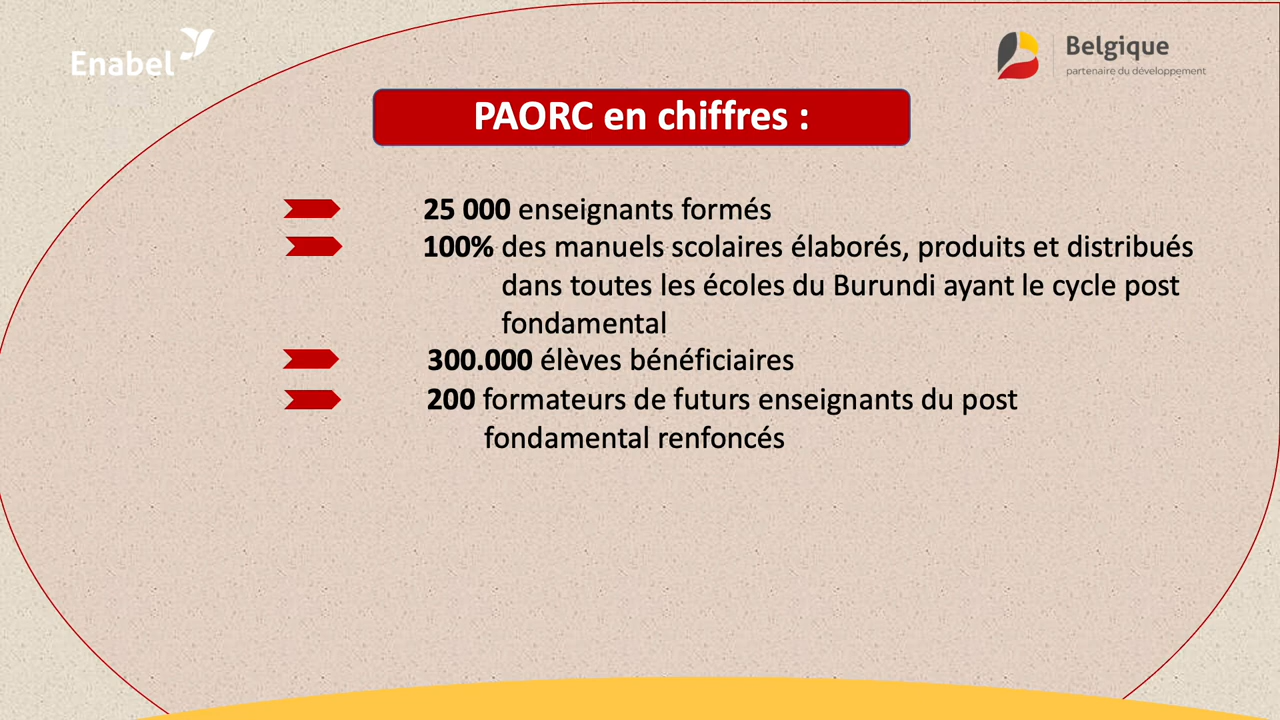 Enabel
Belgique
partenaire du développement
PAORC en chiffres :
25 000 enseignants formés
100% des manuels scolaires élaborés, produits et distribués
dans toutes les écoles du Burundi ayant le cycle post
fondamental
300.000 élèves bénéficiaires
200 formateurs de futurs enseignants du post
fondamental renfoncés